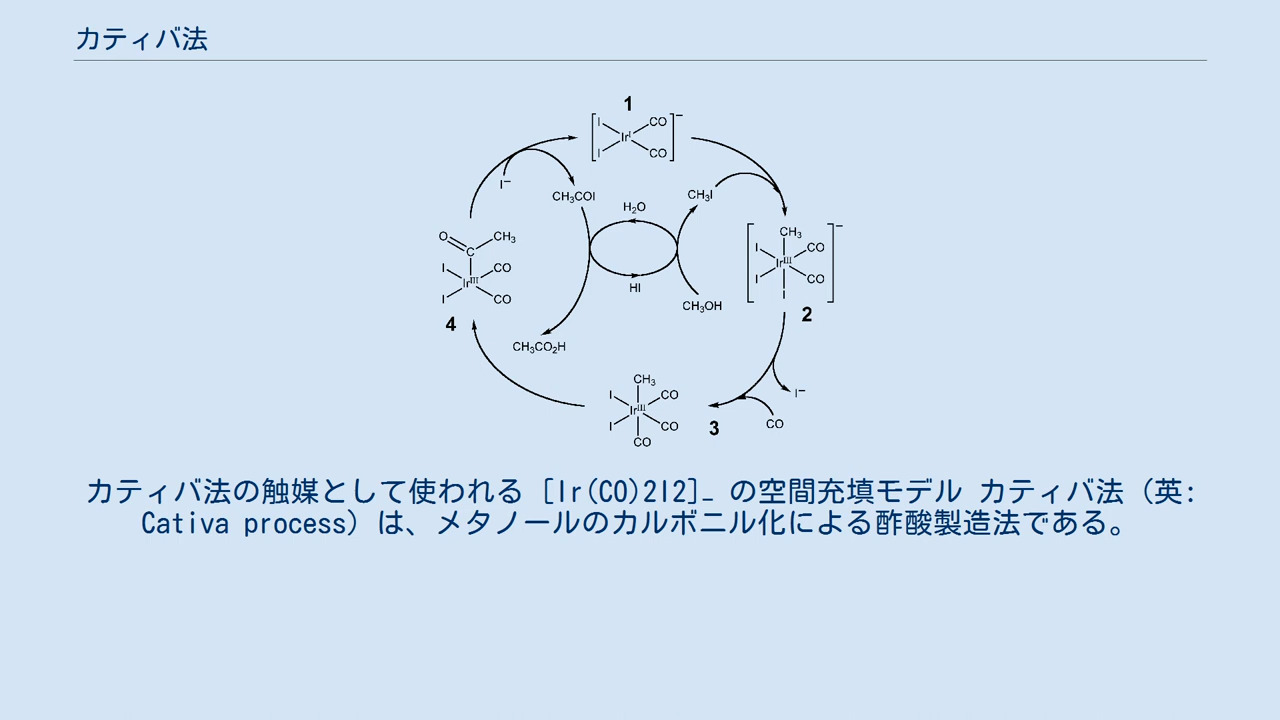 カティバ法
1
[I I Ir^I CO CO]^−
I^−
CH₃COI
H₂O
CH₃I
HI
CH₃OH
CH₃CO₂H
[CH₃ I I Ir^III CO CO I]^−
2
I^−
CO
CH₃ I I Ir^III CO CO CO
3
O C CH₃ I I Ir^III CO CO
4
カティバ法の触媒として使われる [Ir(CO)2I2]− の空間充填モデル カティバ法 (英:
Cativa process) は、メタノールのカルボニル化による酢酸製造法である。